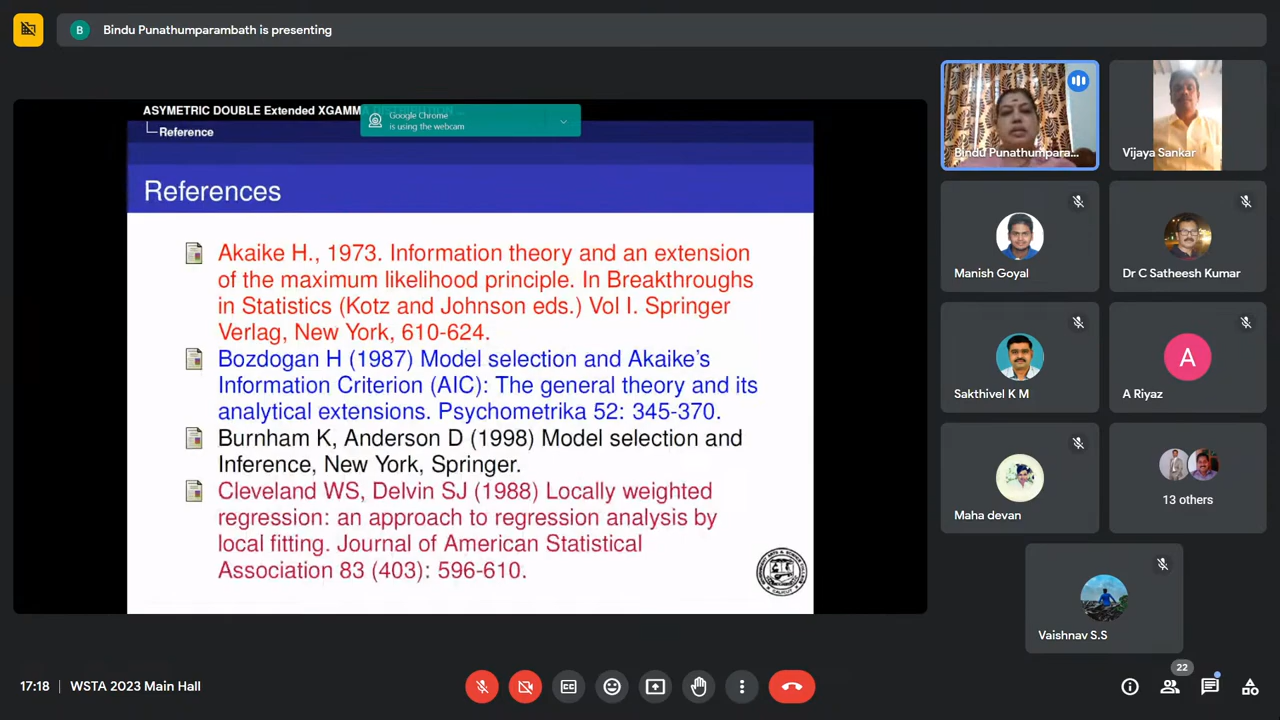 B
Bindu Punathumparambath is presenting
ASYMETRIC DOUBLE Extended XGAMMA DISTRIBUTION
Google Chrome
is using the webcam
Reference
References
Akaike H., 1973. Information theory and an extension
of the maximum likelihood principle. In Breakthroughs
in Statistics (Kotz and Johnson eds.) Vol I. Springer
Verlag, New York, 610-624.
Bozdogan H (1987) Model selection and Akaike's
Information Criterion (AIC): The general theory and its
analytical extensions. Psychometrika 52: 345-370.
Burnham K, Anderson D (1998) Model selection and
Inference, New York, Springer.
Cleveland WS, Delvin SJ (1988) Locally weighted
regression: an approach to regression analysis by
local fitting. Journal of American Statistical
Association 83 (403): 596-610.
Bindu Punathumpara...
Vijaya Sankar
Manish Goyal
Dr C Satheesh Kumar
Sakthivel K M
A
A Riyaz
Maha devan
13 others
Vaishnav S.S
17:18 | WSTA 2023 Main Hall
22